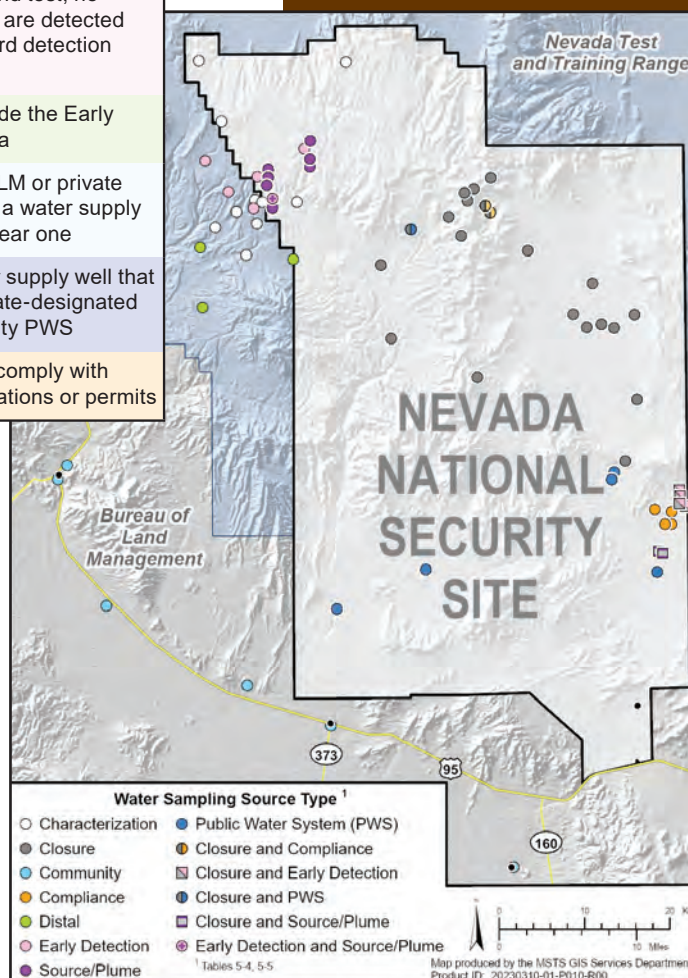 are detected
rd detection
de the Early
a
LM or private
a water supply
ear one
supply well that
ate-designated
ty PWS
comply with
ations or permits
Nevada Test
and Training Range
NEVADA
NATIONAL
SECURITY
SITE
Bureau of
Land
Management
373
95
160
Water Sampling Source Type 1
Characterization
Closure
Community
Compliance
Distal
Early Detection
Source/Plume
Public Water System (PWS)
Closure and Compliance
Closure and Early Detection
Closure and PWS
Closure and Source/Plume
Early Detection and Source/Plume
1 Tables 5-4, 5-5
0 10 20
0 10 Miles
Map produced by the MSTS GIS Services Departmen
Product ID: 20220310-01-P010-R00